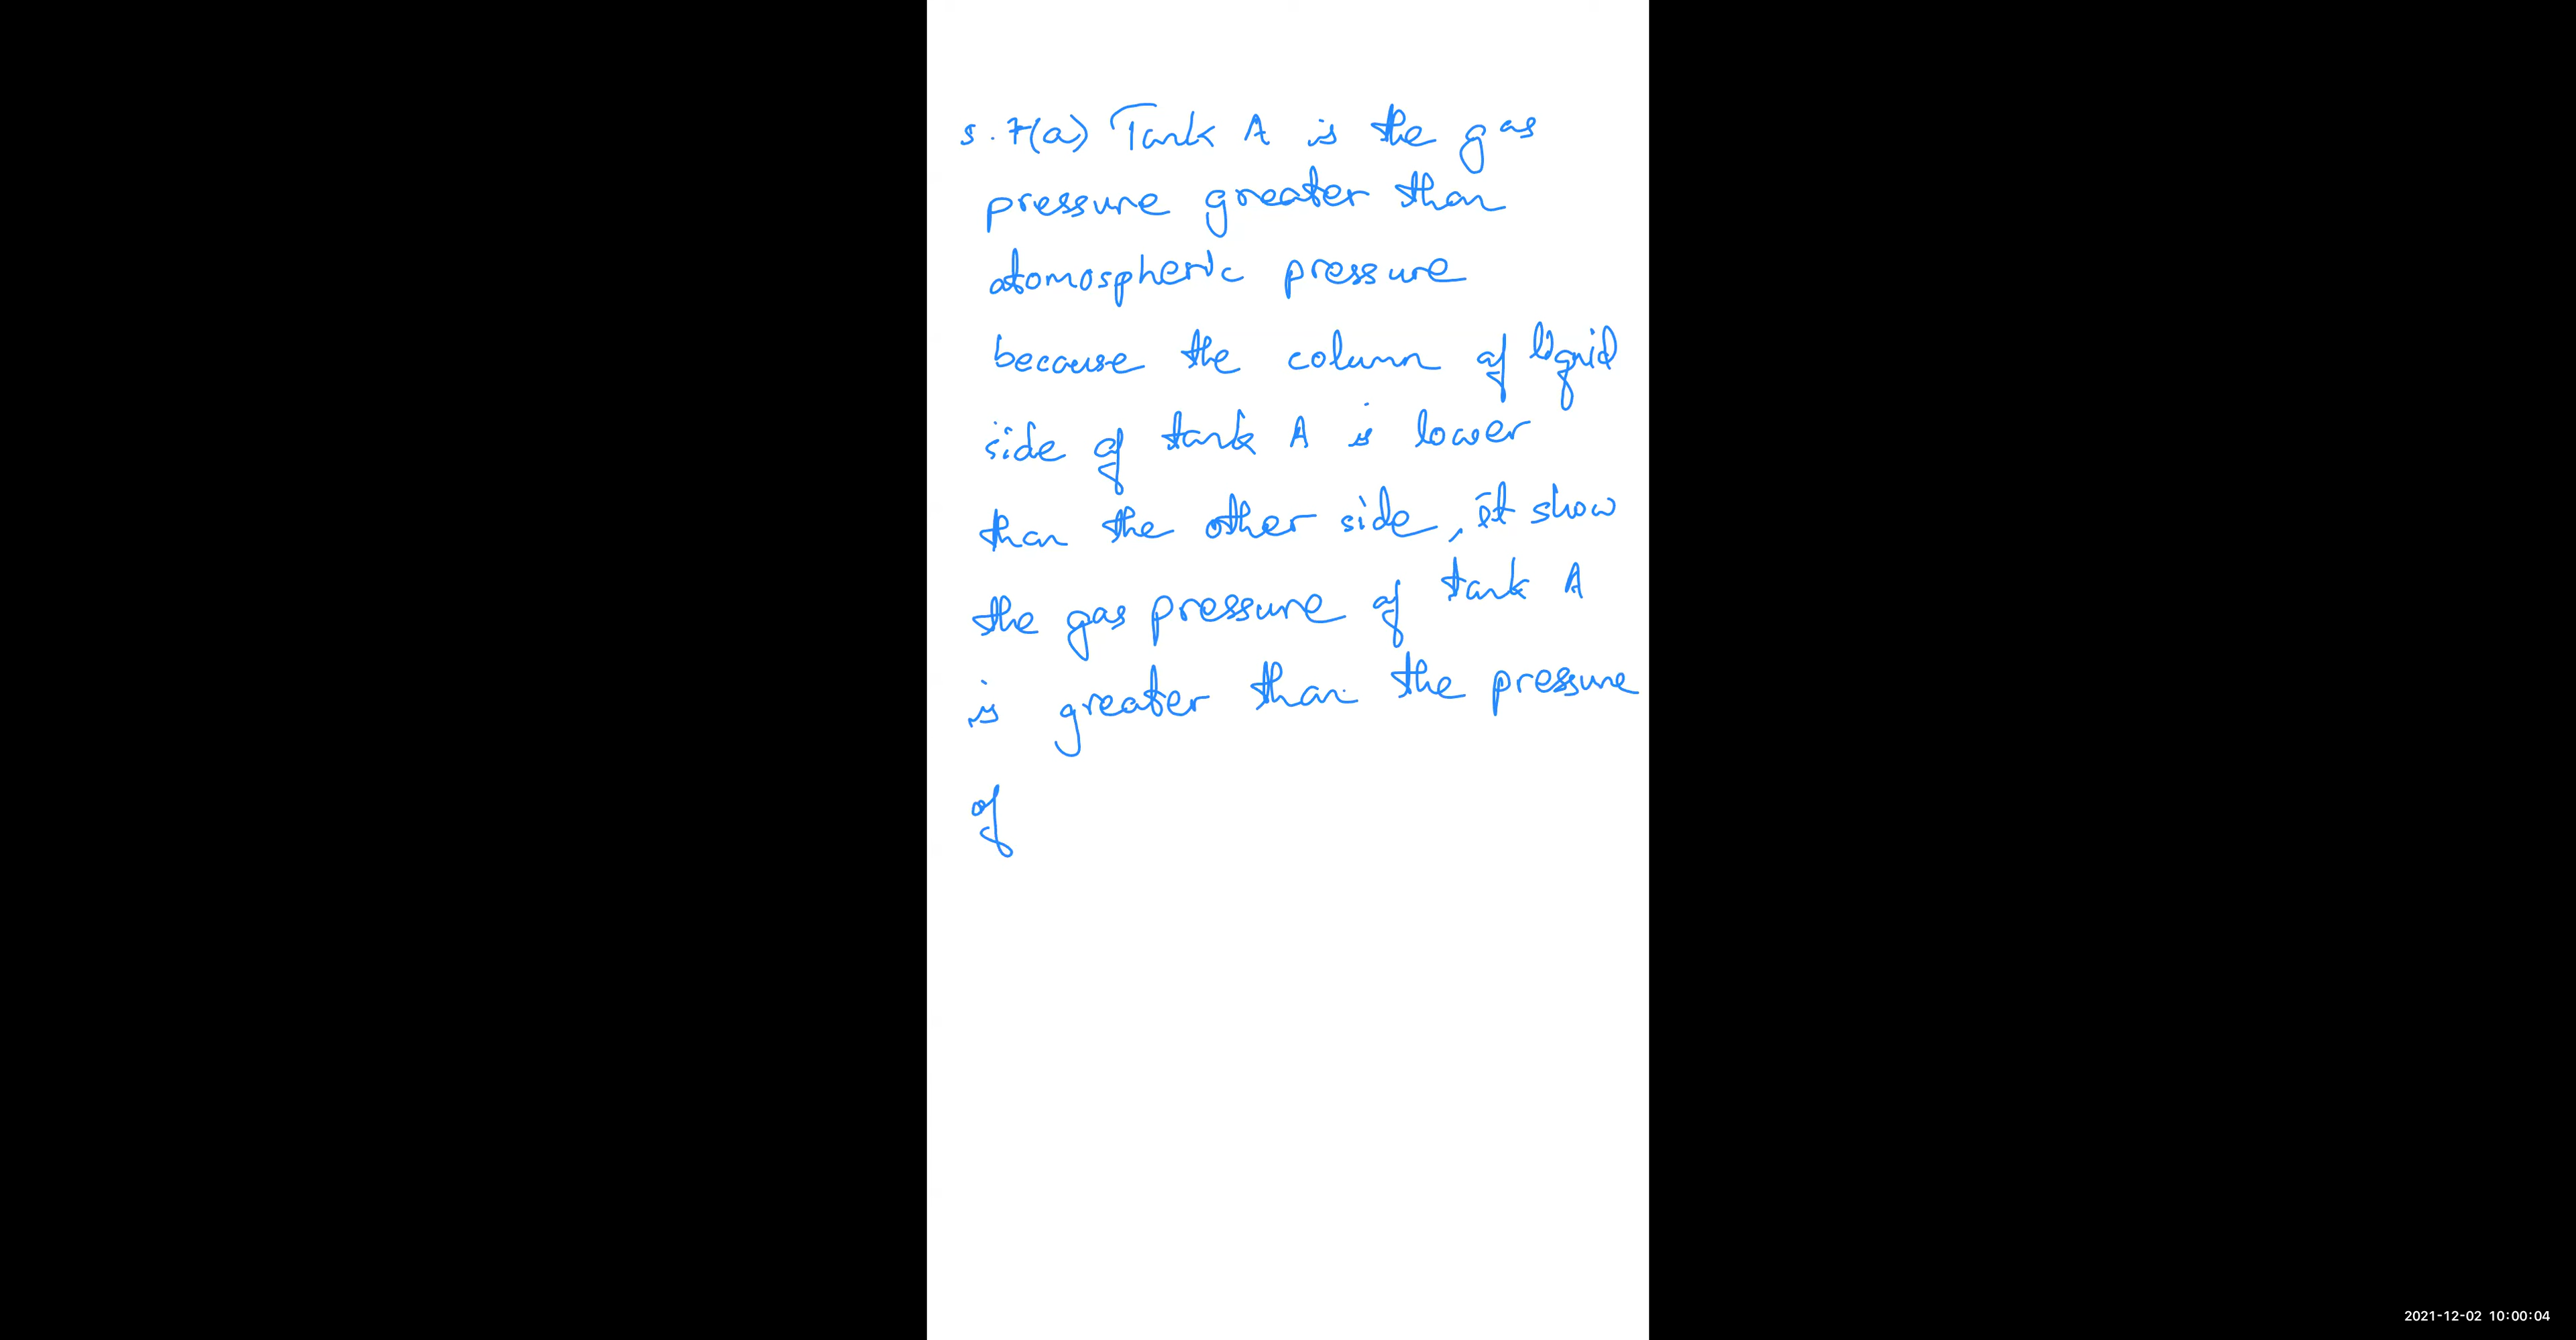 5.7(a) Tank A is the gas
pressure greater than
atomospheric pressure
because the column of liquid
side of tank A is lower
than the other side, it show
the gas pressure of tank A
is greater than the pressure
of
2021-12-02 10:00:04